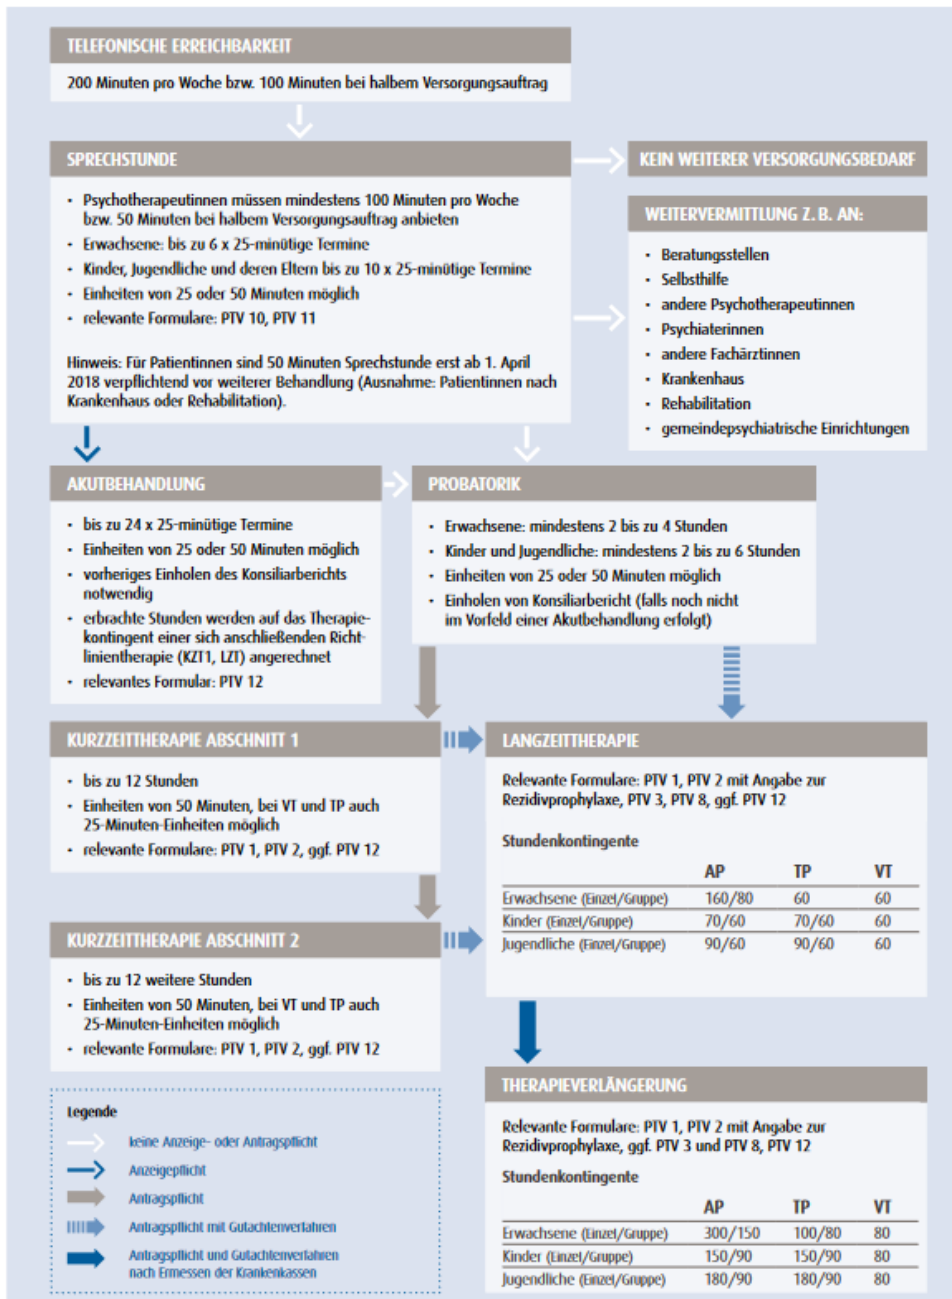 TELEFONISCHE ERREICHBARKEIT
200 Minuten pro Woche bzw. 100 Minuten bei halbem Versorgungsauftrag
SPRECHSTUNDE
• Psychotherapeutinnen müssen mindestens 100 Minuten pro Woche
bzw. 50 Minuten bei halbem Versorgungsauftrag anbieten
• Erwachsene: bis zu 6 x 25-minütige Termine
• Kinder, Jugendliche und deren Eltern bis zu 10 x 25-minütige Termine
• Einheiten von 25 oder 50 Minuten möglich
• relevante Formulare: PTV 10, PTV 11
Hinweis: Für Patientinnen sind 50 Minuten Sprechstunde erst ab 1. April
2018 verpflichtend vor weiterer Behandlung (Ausnahme: Patientinnen nach
Krankenhaus oder Rehabilitation).
KEIN WEITERER VERSORGUNGSBEDARF
WEITERVERMITTLUNG Z. B. AN:
• Beratungsstellen
• Selbsthilfe
• andere Psychotherapeutinnen
• Psychiaterinnen
• andere Fachärztinnen
• Krankenhaus
• Rehabilitation
• gemeindepsychiatrische Einrichtungen
AKUTBEHANDLUNG
• bis zu 24 x 25-minütige Termine
• Einheiten von 25 oder 50 Minuten möglich
• vorheriges Einholen des Konsiliarberichts
notwendig
• erbrachte Stunden werden auf das Therapie-
kontingent einer sich anschließenden Richt-
linientherapie (KZT1, LZT) angerechnet
• relevantes Formular: PTV 12
PROBATORIK
• Erwachsene: mindestens 2 bis zu 4 Stunden
• Kinder und Jugendliche: mindestens 2 bis zu 6 Stunden
• Einheiten von 25 oder 50 Minuten möglich
• Einholen von Konsiliarbericht (falls noch nicht
im Vorfeld einer Akutbehandlung erfolgt)
KURZZEITTHERAPIE ABSCHNITT 1
• bis zu 12 Stunden
• Einheiten von 50 Minuten, bei VT und TP auch
25-Minuten-Einheiten möglich
• relevante Formulare: PTV 1, PTV 2, ggf. PTV 12
KURZZEITTHERAPIE ABSCHNITT 2
• bis zu 12 weitere Stunden
• Einheiten von 50 Minuten, bei VT und TP auch
25-Minuten-Einheiten möglich
• relevante Formulare: PTV 1, PTV 2, ggf. PTV 12
LANGZEITTHERAPIE
Relevante Formulare: PTV 1, PTV 2 mit Angabe zur
Rezidivprophylaxe, PTV 3, PTV 8, ggf. PTV 12
Stundenkontingente
AP TP VT
Erwachsene (Einzel/Gruppe) 160/80 60 60
Kinder (Einzel/Gruppe) 70/60 70/60 60
Jugendliche (Einzel/Gruppe) 90/60 90/60 60
THERAPIEVERLÄNGERUNG
Relevante Formulare: PTV 1, PTV 2 mit Angabe zur
Rezidivprophylaxe, ggf. PTV 3 und PTV 8, PTV 12
Stundenkontingente
AP TP VT
Erwachsene (Einzel/Gruppe) 300/150 100/80 80
Kinder (Einzel/Gruppe) 150/90 150/90 80
Jugendliche (Einzel/Gruppe) 180/90 180/90 80
Legende
keine Anzeige- oder Antragspflicht
Anzeigepflicht
Antragspflicht
Antragspflicht mit Gutachtenverfahren
Antragspflicht und Gutachtenverfahren
nach Ermessen der Krankenkassen